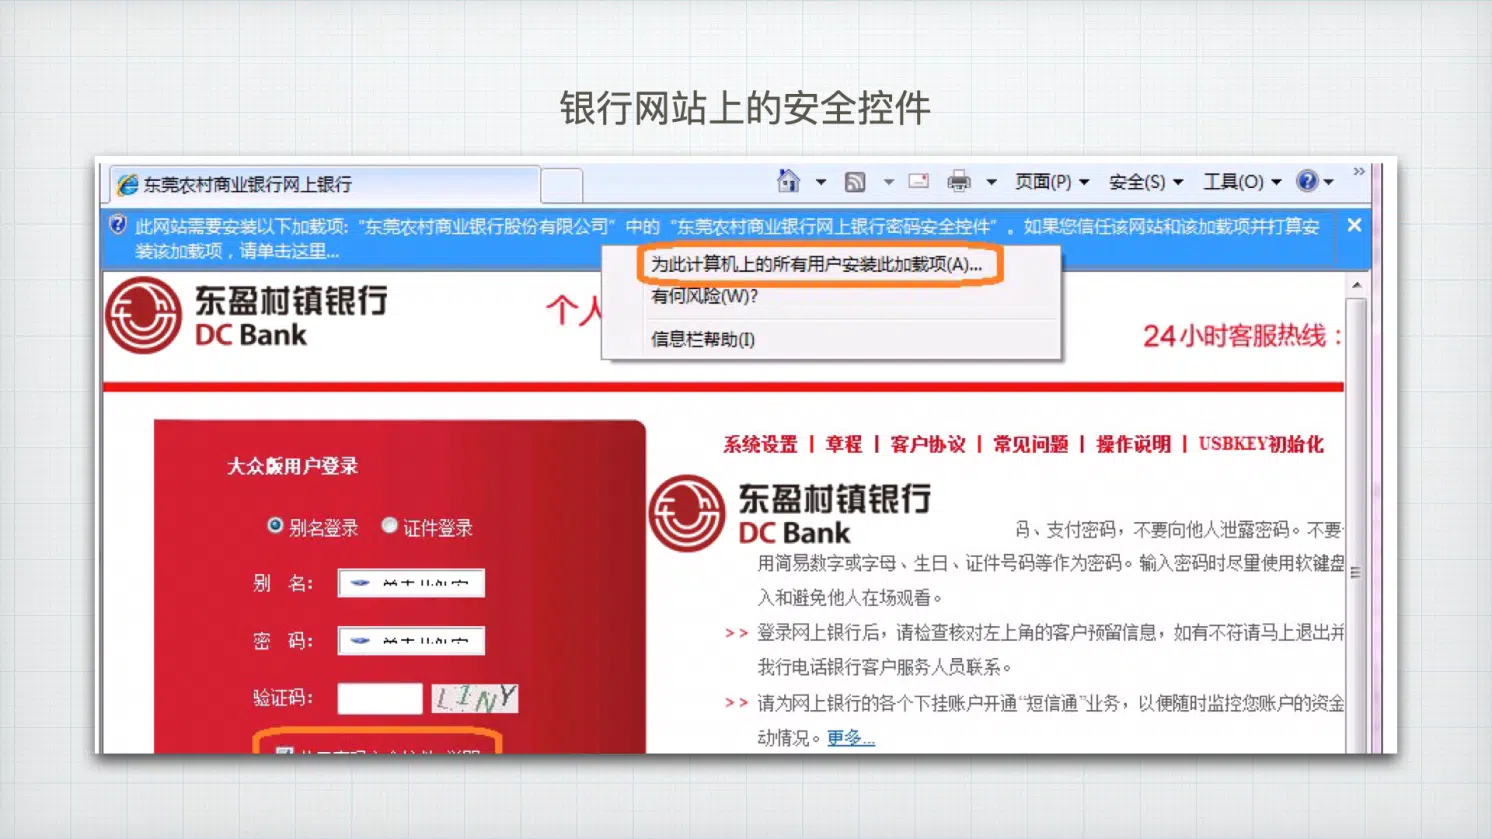 银行网站上的安全控件
东莞农村商业银行网上银行
页面(P)
安全(S)
工具(O)
此网站需要安装以下加载项:“东莞农村商业银行股份有限公司”中的“东莞农村商业银行网上银行密码安全控件”。如果您信任该网站和该加载项并打算安
装该加载项，请单击这里...
为此计算机上的所有用户安装此加载项(A)...
有何风险(W)?
信息栏帮助(I)
东盈村镇银行
DC Bank
个人
24小时客服热线：
大众版用户登录
别名登录 证件登录
别 名:
密 码:
验证码:
LINY
系统设置 | 章程 | 客户协议 | 常见问题 | 操作说明 | USBKEY初始化
东盈村镇银行
DC Bank
码、支付密码，不要向他人泄露密码。不要
用简易数字或字母、生日、证件号码等作为密码。输入密码时尽量使用软键盘
入和避免他人在场观看。
>> 登录网上银行后，请检查核对左上角的客户预留信息，如有不符请马上退出并
我行电话银行客户服务人员联系。
>> 请为网上银行的各个下挂账户开通“短信通”业务，以便随时监控您账户的资金
动情况。更多...